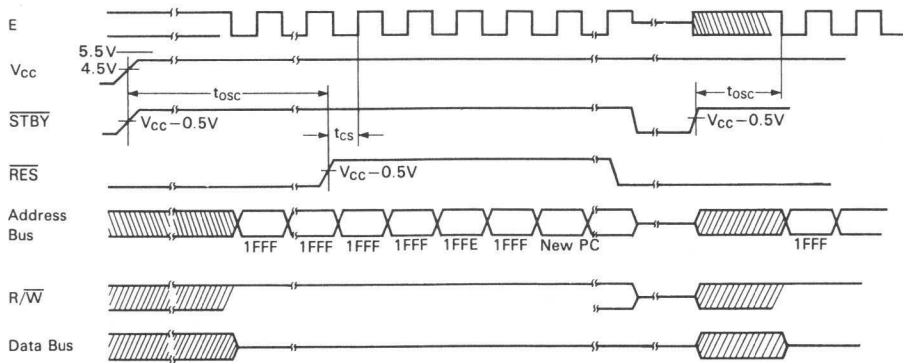 E
5.5V
4.5V
Vcc
tosc
tosc
STBY
Vcc−0.5V
Vcc−0.5V
tcs
RES
Vcc−0.5V
Address
Bus
1FFF 1FFF 1FFF 1FFF 1FFE 1FFF New PC 1FFF
R/W
Data Bus